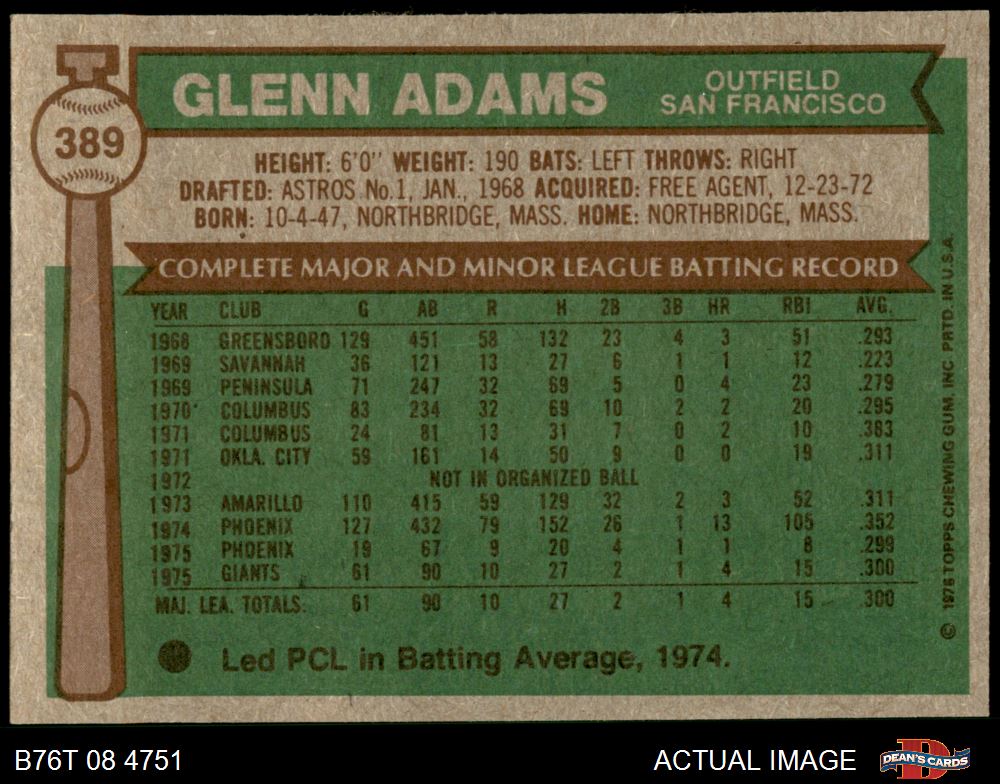 389
GLENN ADAMS
OUTFIELD
SAN FRANCISCO
HEIGHT: 6'0" WEIGHT: 190 BATS: LEFT THROWS: RIGHT
DRAFTED: ASTROS No.1, JAN., 1968 ACQUIRED: FREE AGENT, 12-23-72
BORN: 10-4-47, NORTHBRIDGE, MASS. HOME: NORTHBRIDGE, MASS.
COMPLETE MAJOR AND MINOR LEAGUE BATTING RECORD
YEAR CLUB G AB R H 2B 3B HR RBI AVG.
1968 GREENSBORO 129 451 58 132 23 4 3 51 .293
1969 SAVANNAH 36 121 13 27 6 1 1 12 .223
1969 PENINSULA 71 247 32 69 5 0 4 23 .279
1970 COLUMBUS 83 234 32 69 10 2 2 20 .295
1971 COLUMBUS 24 81 13 31 7 0 2 10 .383
1971 OKLA. CITY 59 161 14 50 9 0 0 19 .311
1972 NOT IN ORGANIZED BALL
1973 AMARILLO 110 415 59 129 32 2 3 52 .311
1974 PHOENIX 127 432 79 152 26 1 13 105 .352
1975 PHOENIX 19 67 9 20 4 1 1 8 .299
1975 GIANTS 61 90 10 27 2 1 4 15 .300
MAJ. LEA. TOTALS: 61 90 10 27 2 1 4 15 .300
Led PCL in Batting Average, 1974.
© 1976 TOPPS CHEWING GUM, INC. PRTD. IN U.S.A.
B76T 08 4751
ACTUAL IMAGE
DEAN'S CARDS